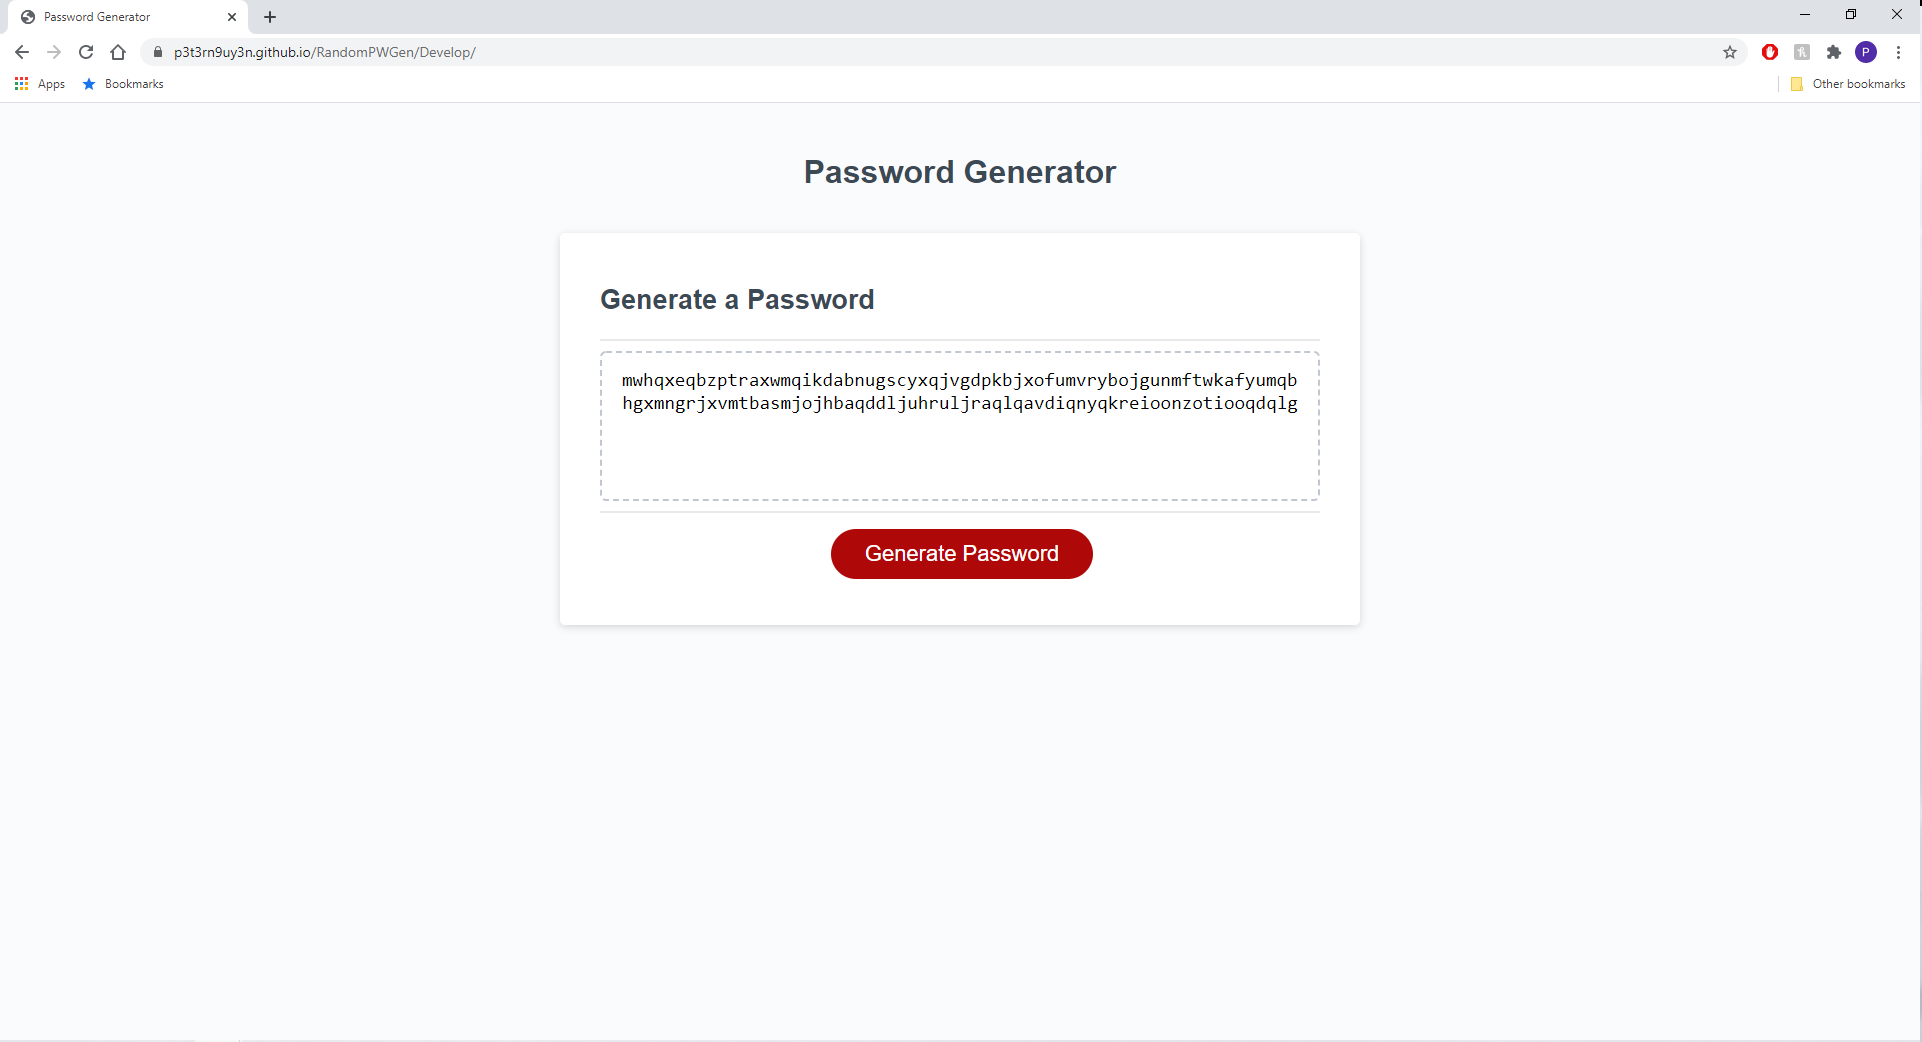 Password Generator
p3t3rn9uy3n.github.io/RandomPWGen/Develop/
P
Apps
Bookmarks
Other bookmarks
Password Generator
Generate a Password
mwhqxeqbzptraxwmqikdabnugscyxqjvgdpkbjxofumvrybojgunmftwkafyumqb
hgxmngrjxvmtbasmjojhbaqddljuhruljraqlqavdiqnyqkreioonzotiooqdqlg
Generate Password